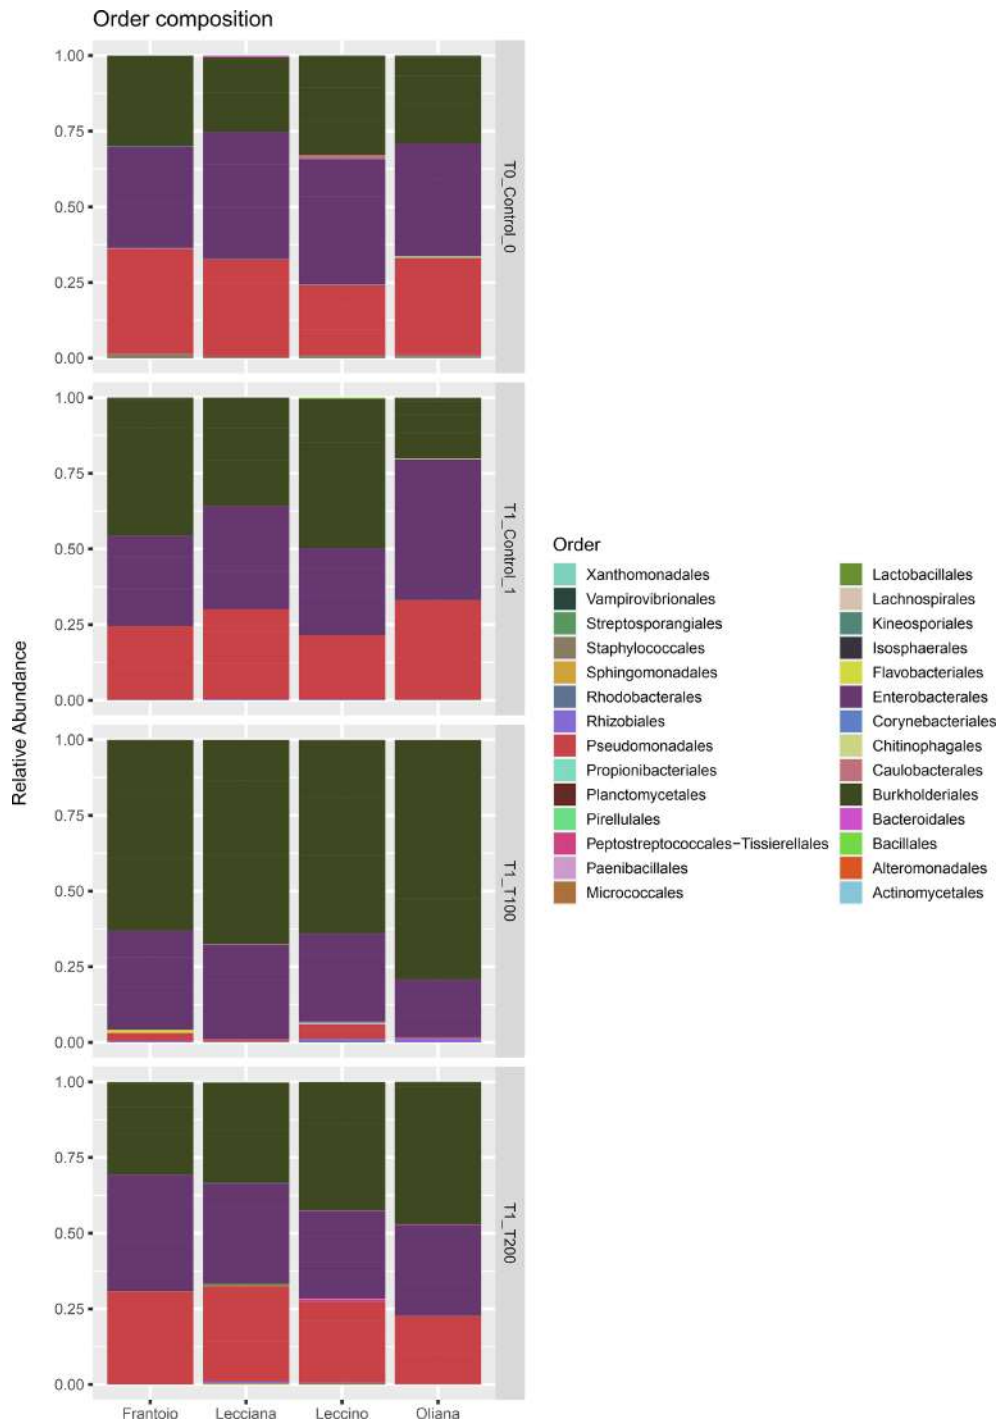 Order composition
Relative Abundance
1.00
0.75
0.50
0.25
0.00
T0_Control_0
1.00
0.75
0.50
0.25
0.00
T1_Control_1
1.00
0.75
0.50
0.25
0.00
T1_T100
1.00
0.75
0.50
0.25
0.00
T1_T200
Frantoio Lecciana Leccino Oliana
Order
Xanthomonadales
Vampirovibrionales
Streptosporangiales
Staphylococcales
Sphingomonadales
Rhodobacterales
Rhizobiales
Pseudomonadales
Propionibacteriales
Planctomycetales
Pirellulales
Peptostreptococcales-Tissierellales
Paenibacillales
Micrococcales
Lactobacillales
Lachnospirales
Kineosporiales
Isosphaerales
Flavobacteriales
Enterobacterales
Corynebacteriales
Chitinophagales
Caulobacterales
Burkholderiales
Bacteroidales
Bacillales
Alteromonadales
Actinomycetales